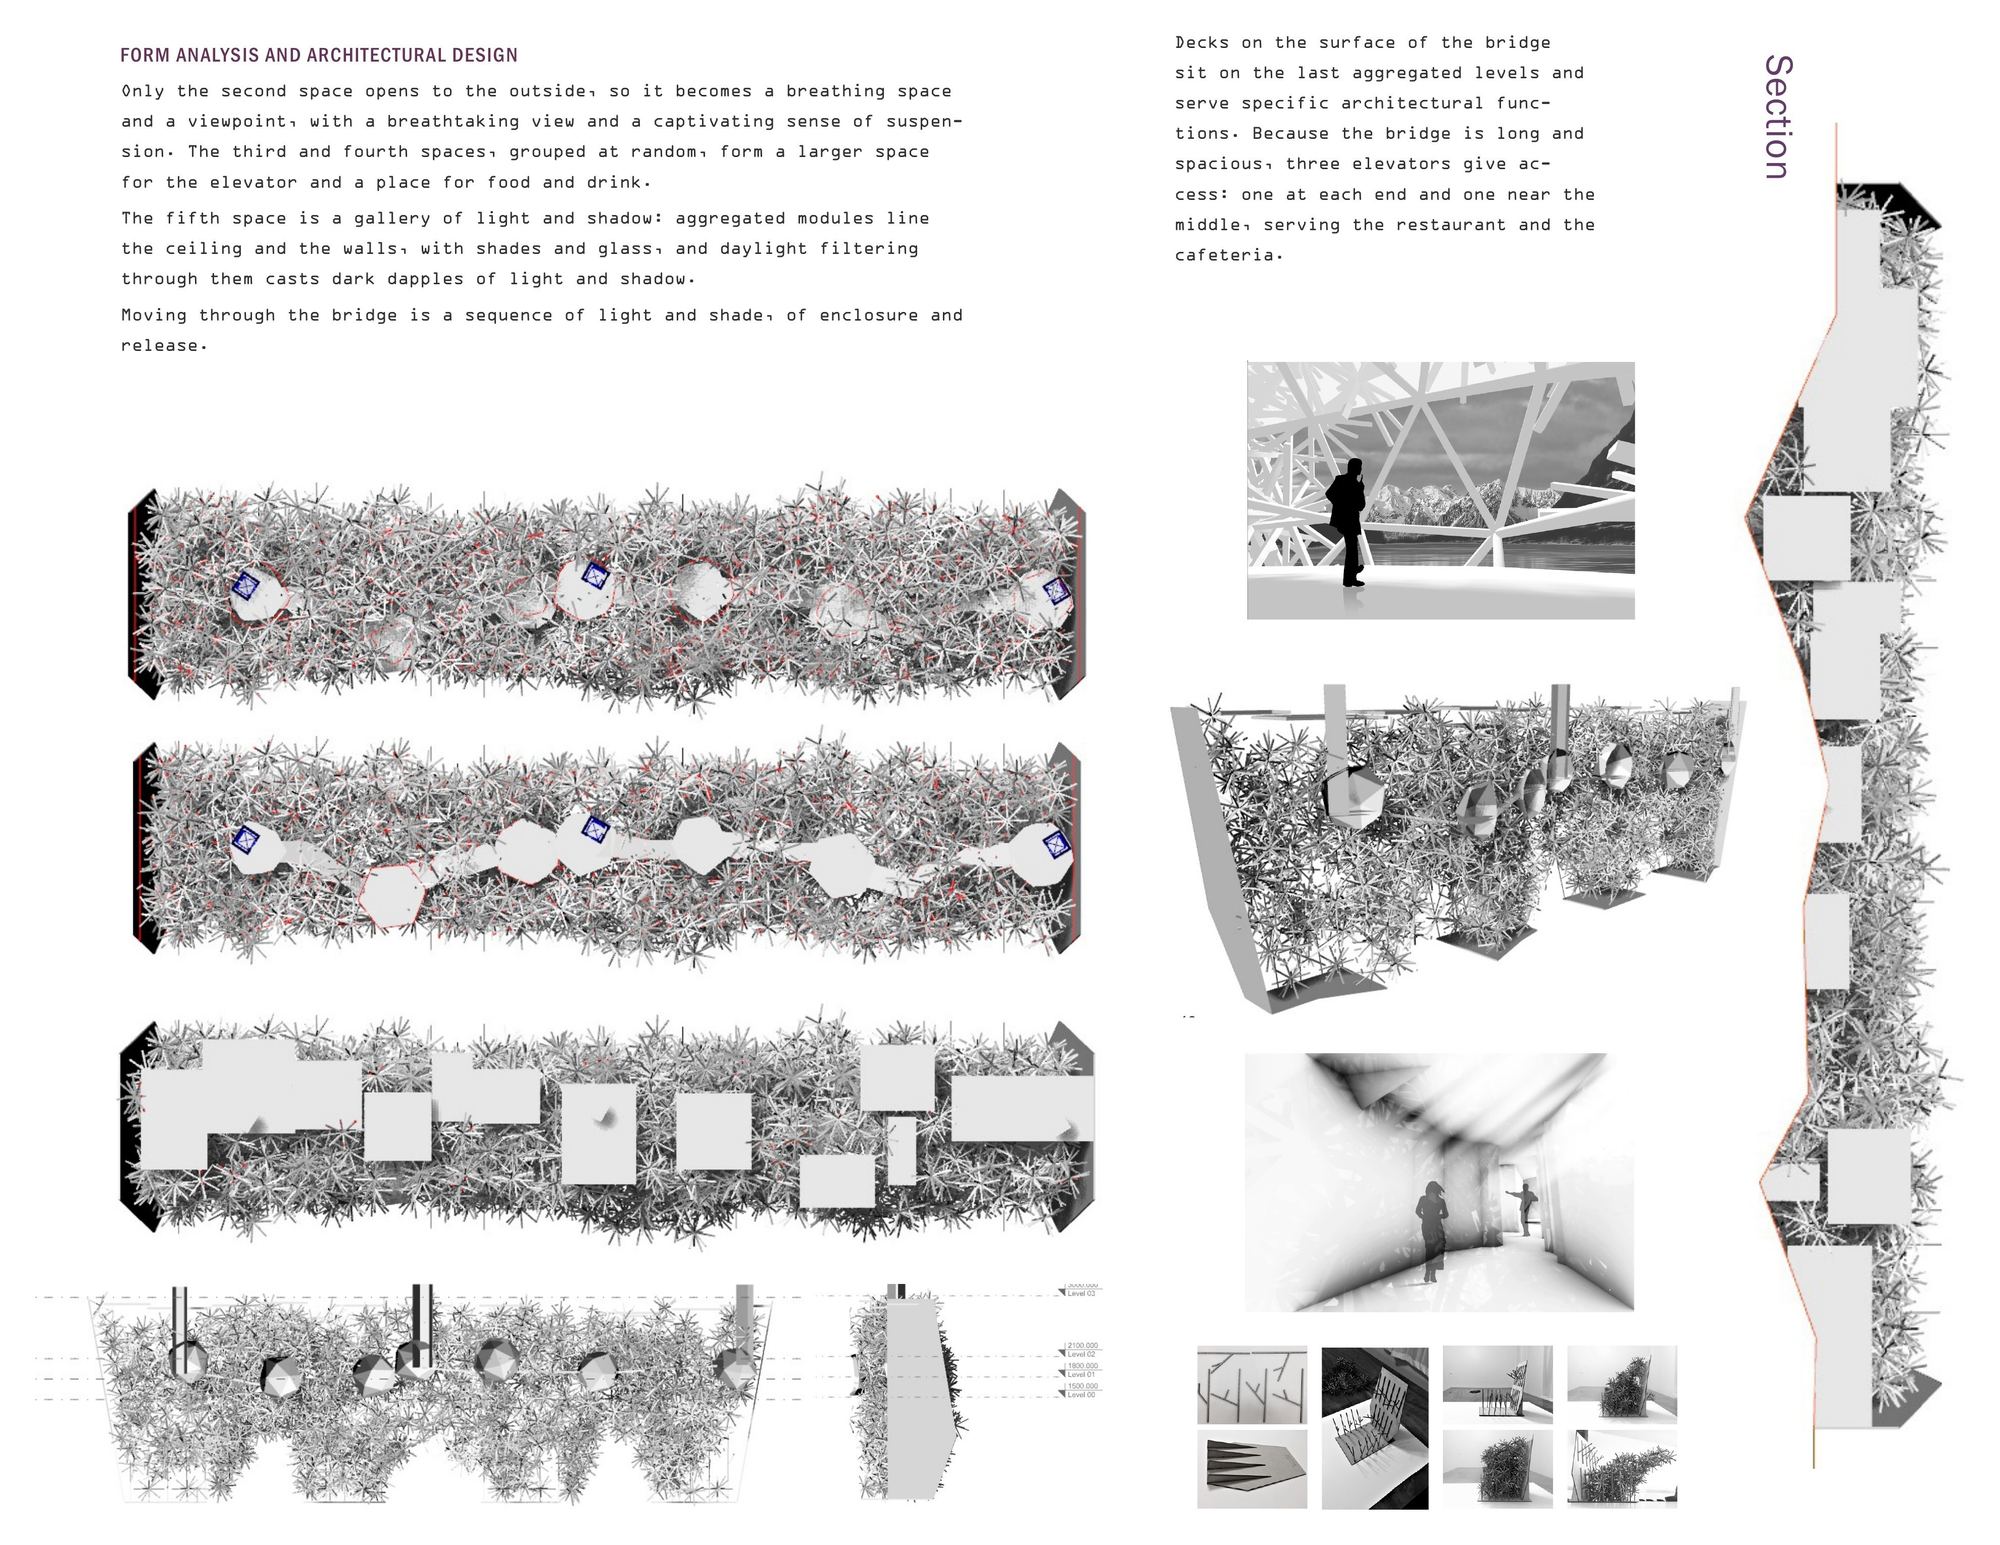 FORM ANALYSIS AND ARCHITECTURAL DESIGN
Only the second space opens to the outside, so it becomes a breathing space
and a viewpoint, with a breathtaking view and a captivating sense of suspen-
sion. The third and fourth spaces, grouped at random, form a larger space
for the elevator and a place for food and drink.
The fifth space is a gallery of light and shadow: aggregated modules line
the ceiling and the walls, with shades and glass, and daylight filtering
through them casts dark dapples of light and shadow.
Moving through the bridge is a sequence of light and shade, of enclosure and
release.
Decks on the surface of the bridge
sit on the last aggregated levels and
serve specific architectural func-
tions. Because the bridge is long and
spacious, three elevators give ac-
cess: one at each end and one near the
middle, serving the restaurant and the
cafeteria.
Section
3000.000
Level 03
2100.000
Level 02
1800.000
Level 01
1500.000
Level 00